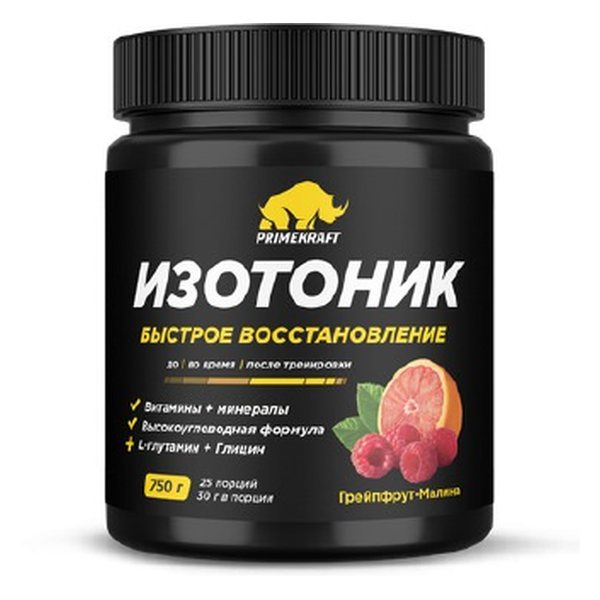 PRIMEKRAFT
ИЗОТОНИК
БЫСТРОЕ ВОССТАНОВЛЕНИЕ
до | во время | после тренировки
Витамины + минералы
Высокоуглеводная формула
L-глутамин + Глицин
750 г
25 порций
30 г в порции
Грейпфрут-Малина